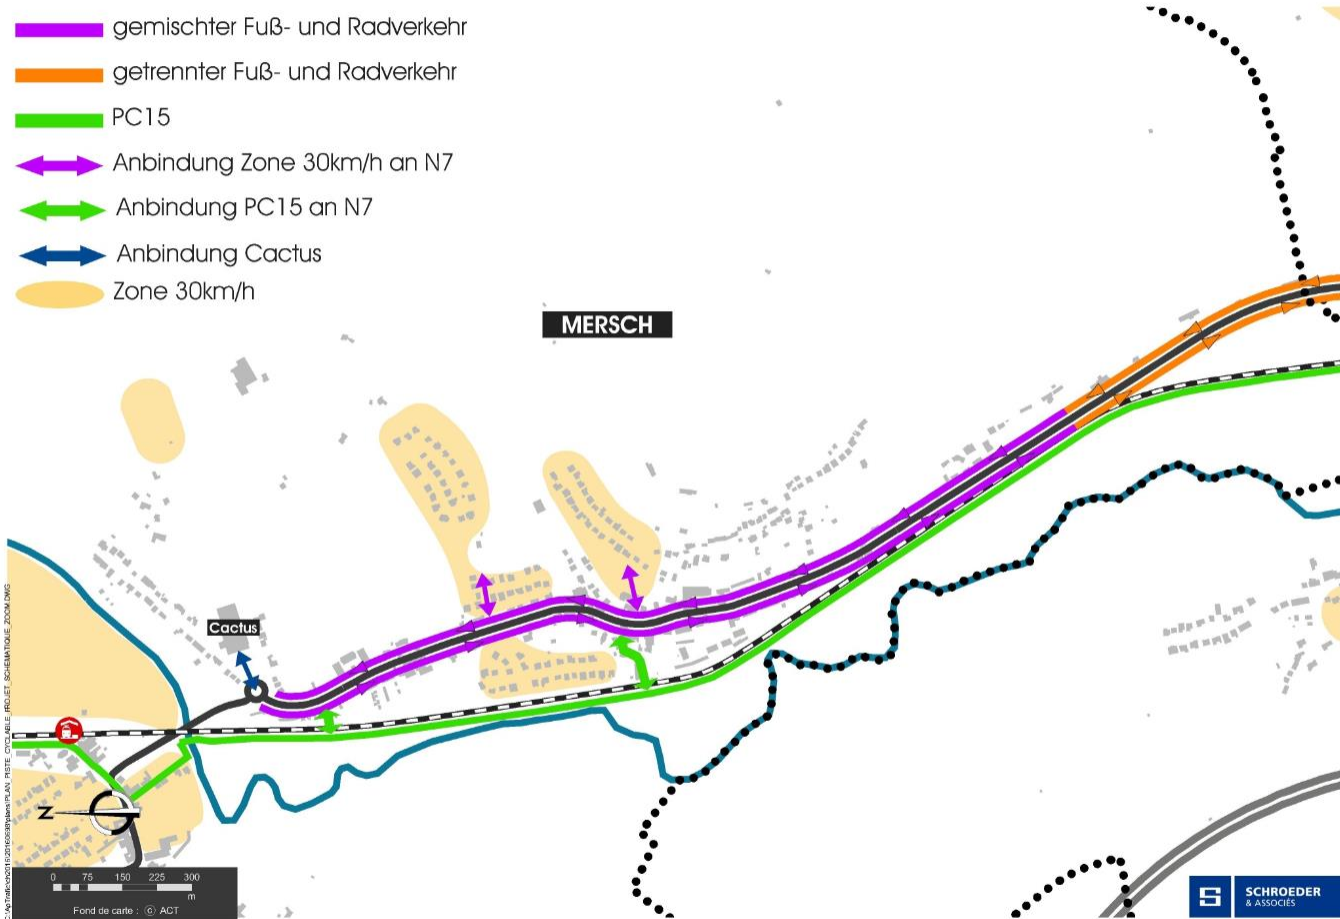 gemischter Fuß- und Radverkehr
getrennter Fuß- und Radverkehr
PC15
Anbindung Zone 30km/h an N7
Anbindung PC15 an N7
Anbindung Cactus
Zone 30km/h
MERSCH
Cactus
N
0 75 150 225 300
m
Fond de carte : © ACT
S SCHROEDER
& ASSOCIÉS